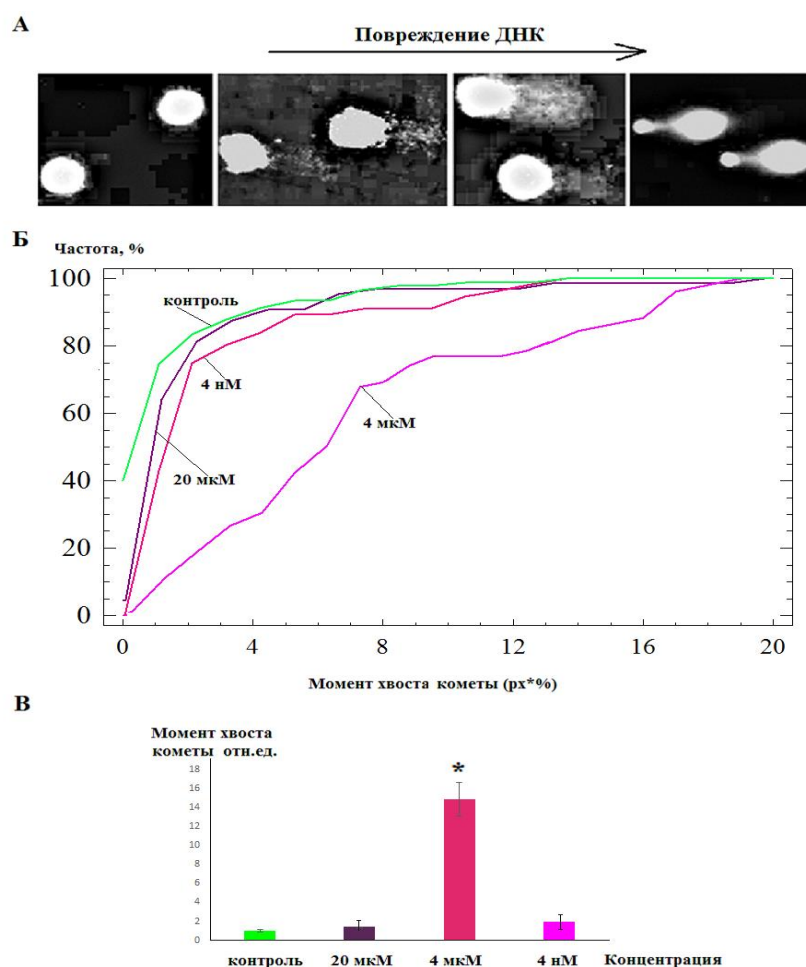 А
Повреждение ДНК
Б
Частота, %
100
80
60
40
20
0
контроль
4 нМ
20 мкМ
4 мкМ
0 4 8 12 16 20
Момент хвоста кометы (px*%)
В
Момент хвоста
кометы отн.ед.
18
16
14
12
10
8
6
4
2
0
*
контроль 20 мкМ 4 мкМ 4 нМ Концентрация